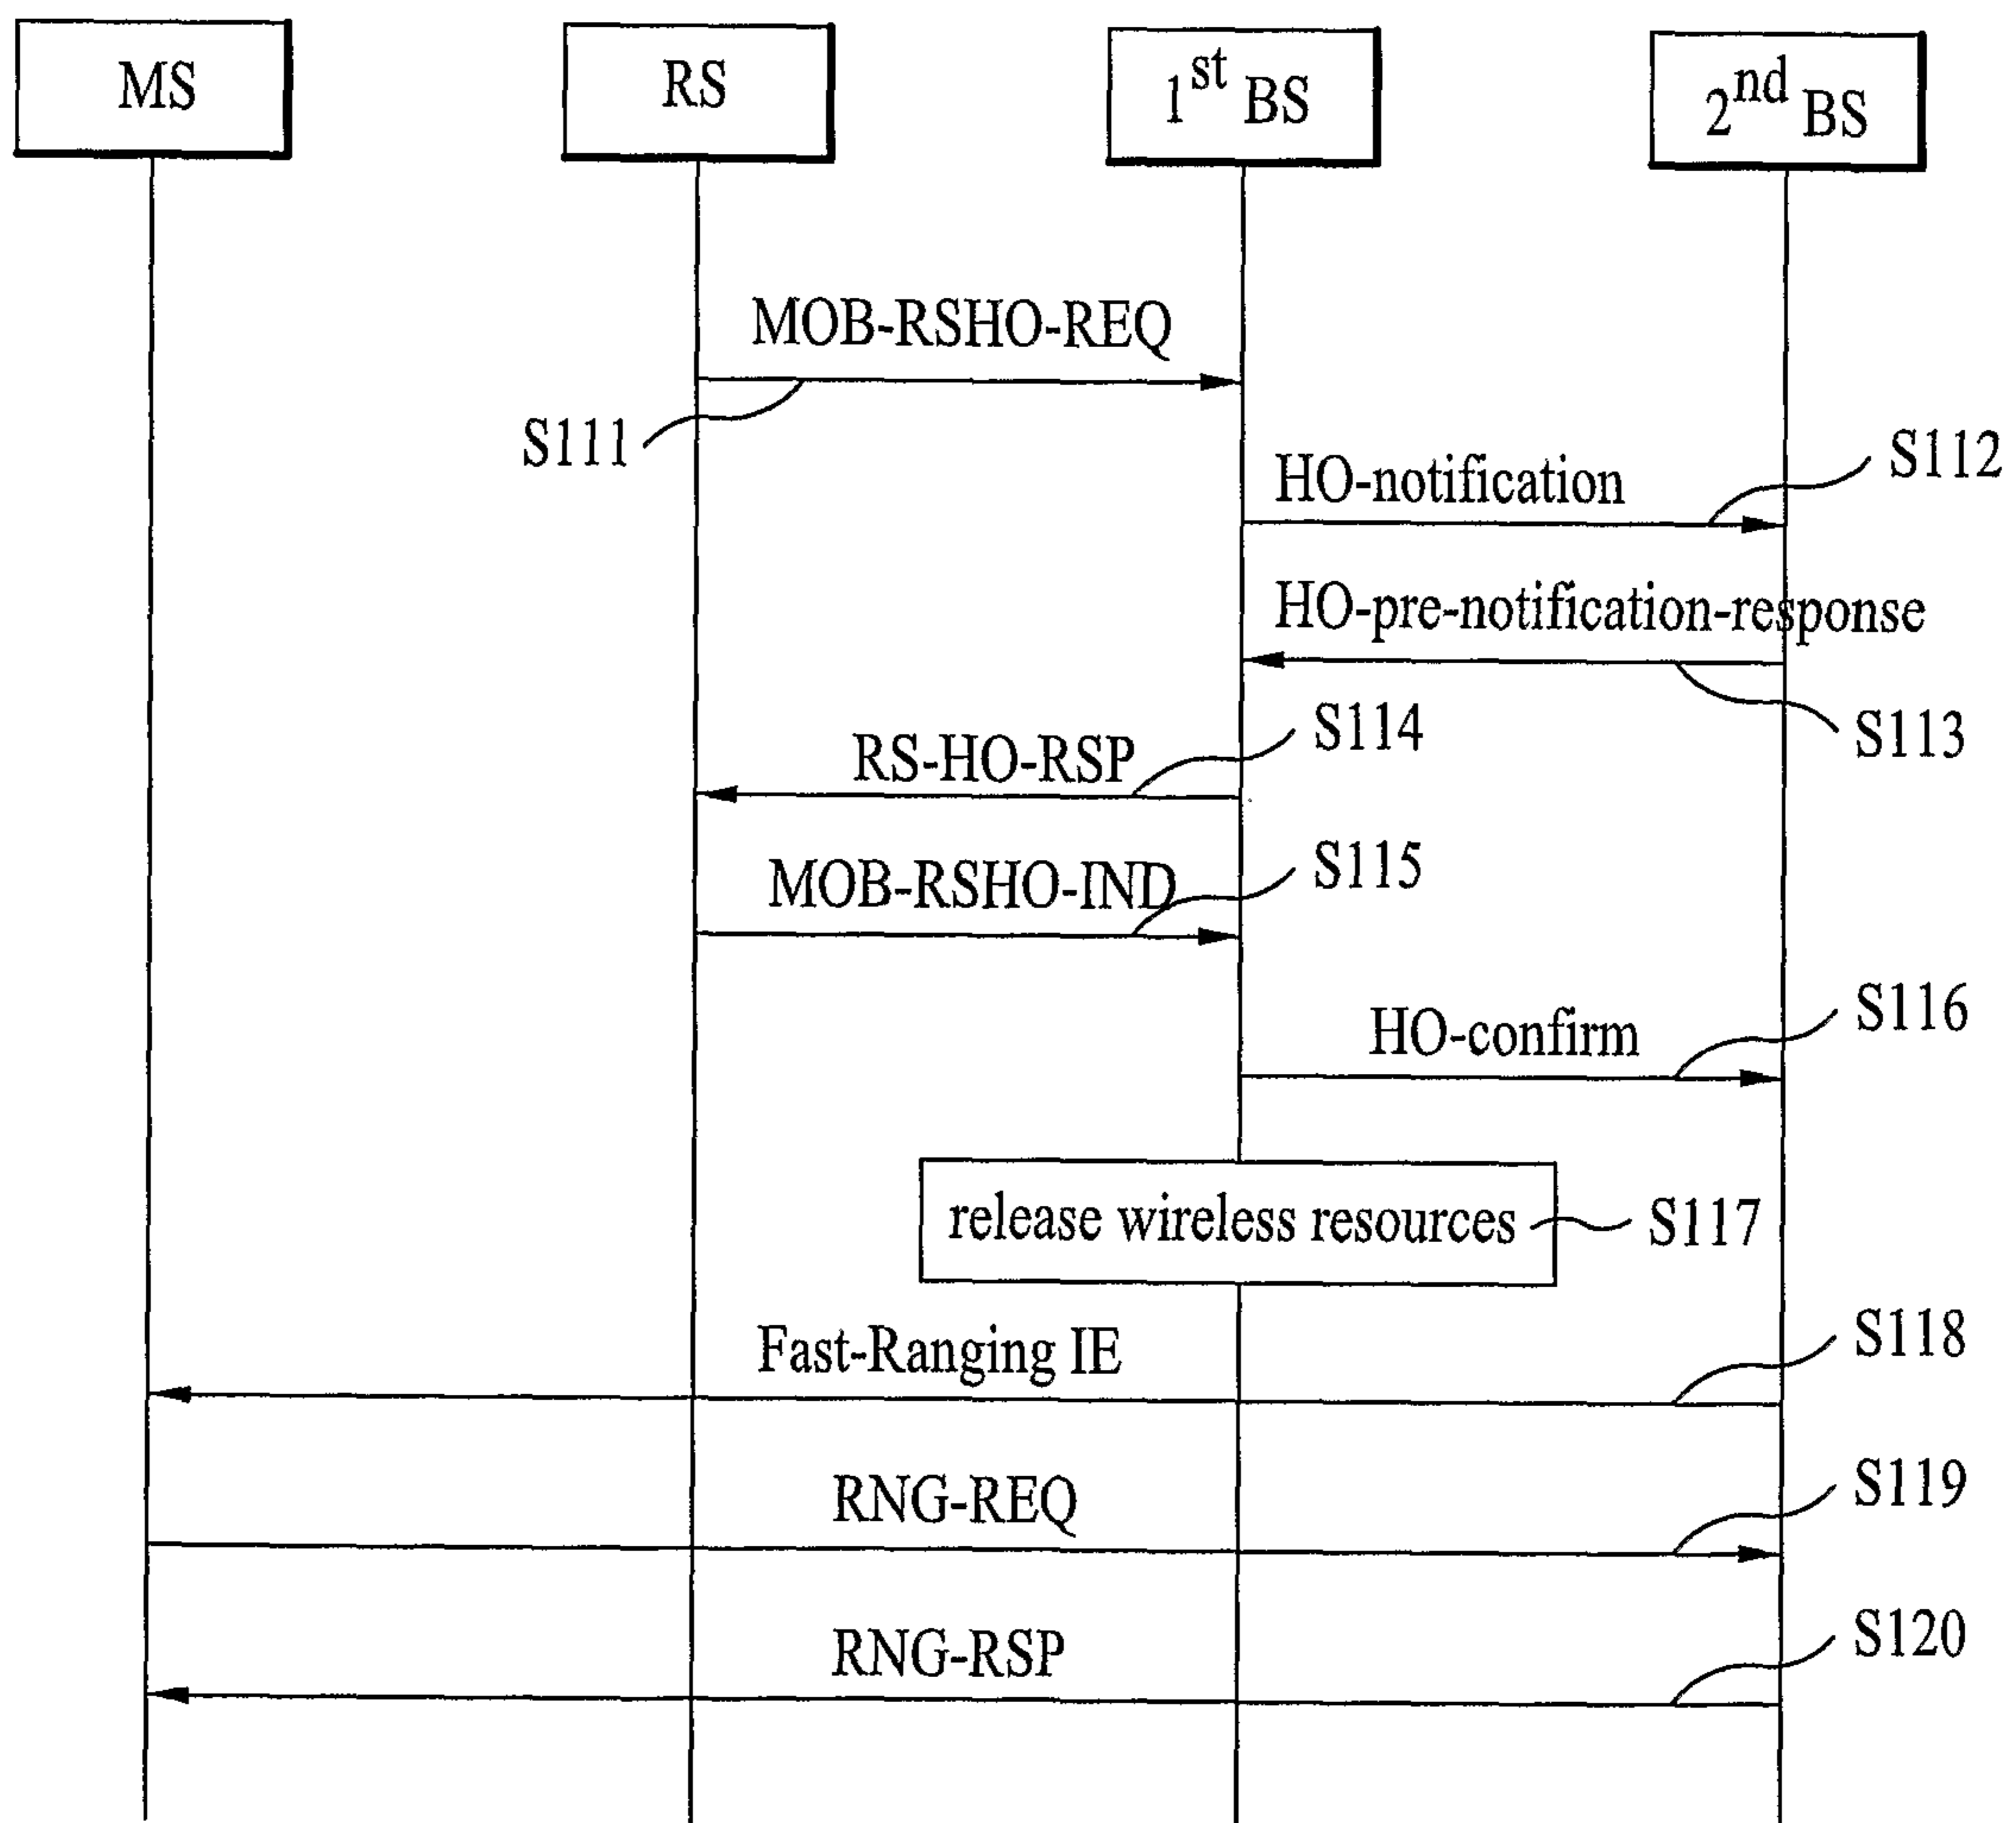 MS
RS
1st BS
2nd BS
MOB-RSHO-REQ
S111
HO-notification
S112
HO-pre-notification-response
S113
RS-HO-RSP
S114
MOB-RSHO-IND
S115
HO-confirm
S116
release wireless resources
S117
Fast-Ranging IE
S118
RNG-REQ
S119
RNG-RSP
S120